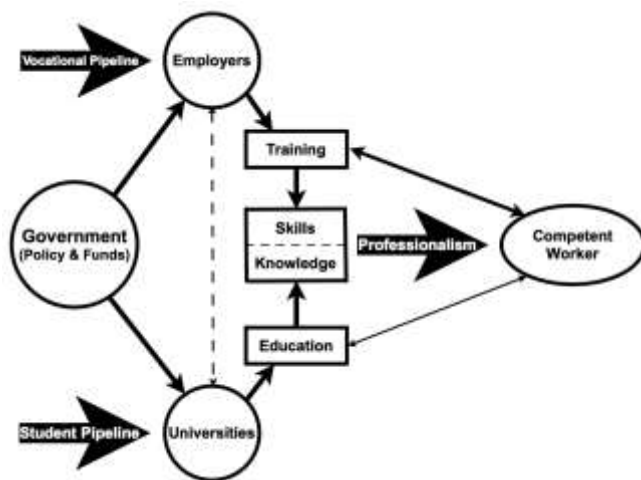 Vocational Pipeline
Employers
Training
Government
(Policy & Funds)
Skills
Knowledge
Professionalism
Competent
Worker
Education
Student Pipeline
Universities